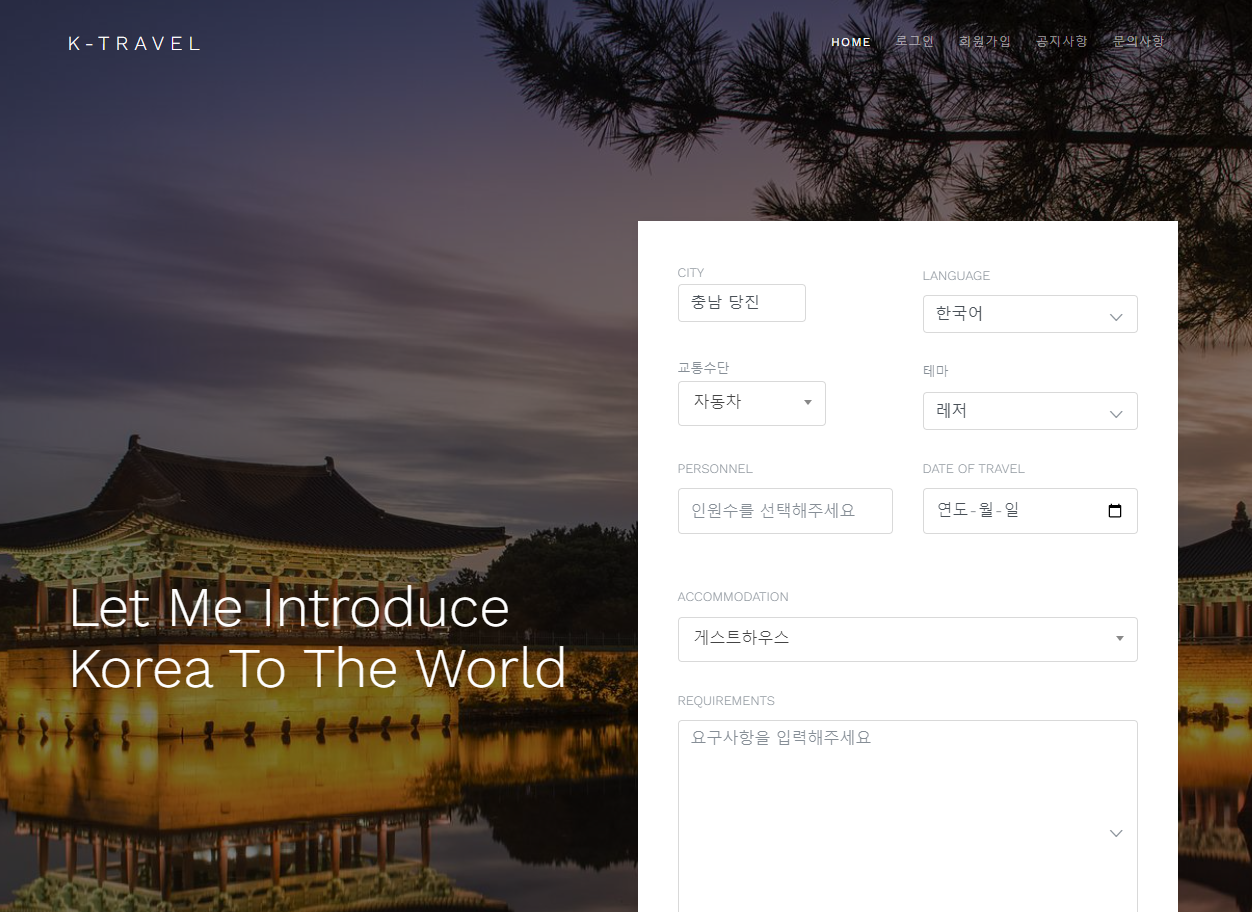 K-TRAVEL
HOME 로그인 회원가입 공지사항 문의사항
CITY
충남 당진
LANGUAGE
한국어
교통수단
자동차
테마
레저
PERSONNEL
인원수를 선택해주세요
DATE OF TRAVEL
연도-월-일
ACCOMMODATION
게스트하우스
REQUIREMENTS
요구사항을 입력해주세요
Let Me Introduce
Korea To The World